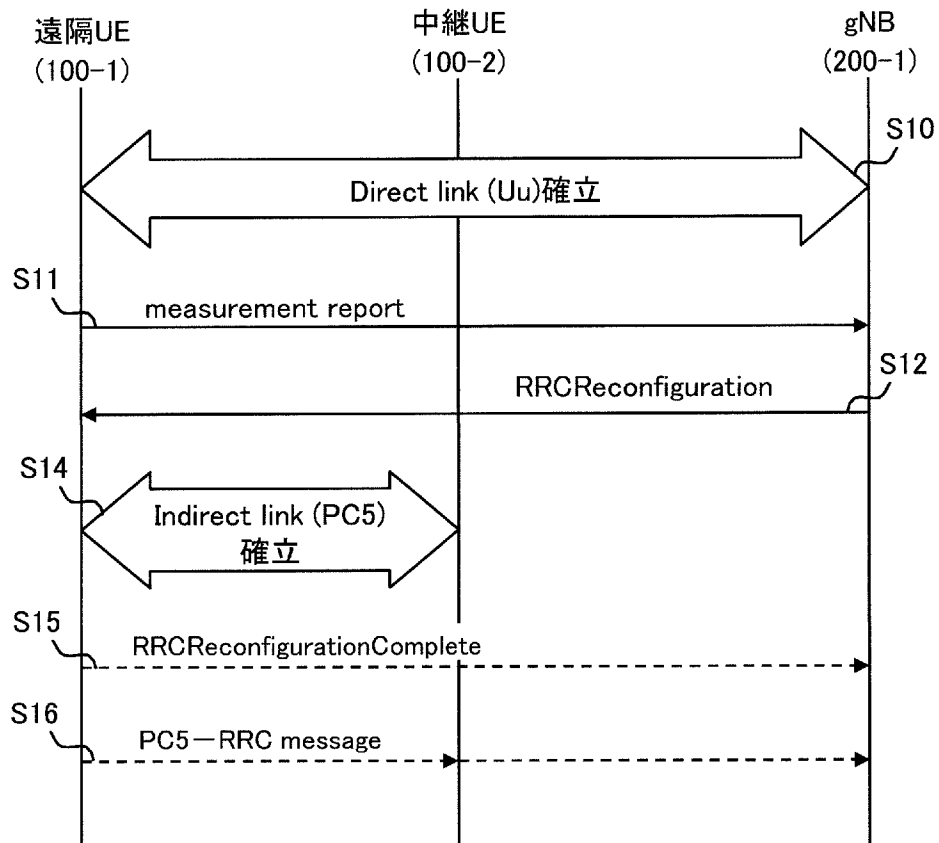 遠隔UE
(100-1)
中継UE
(100-2)
gNB
(200-1)
S10
Direct link (Uu)確立
S11
measurement report
S12
RRCReconfiguration
S14
Indirect link (PC5)
確立
S15
RRCReconfigurationComplete
S16
PC5－RRC message